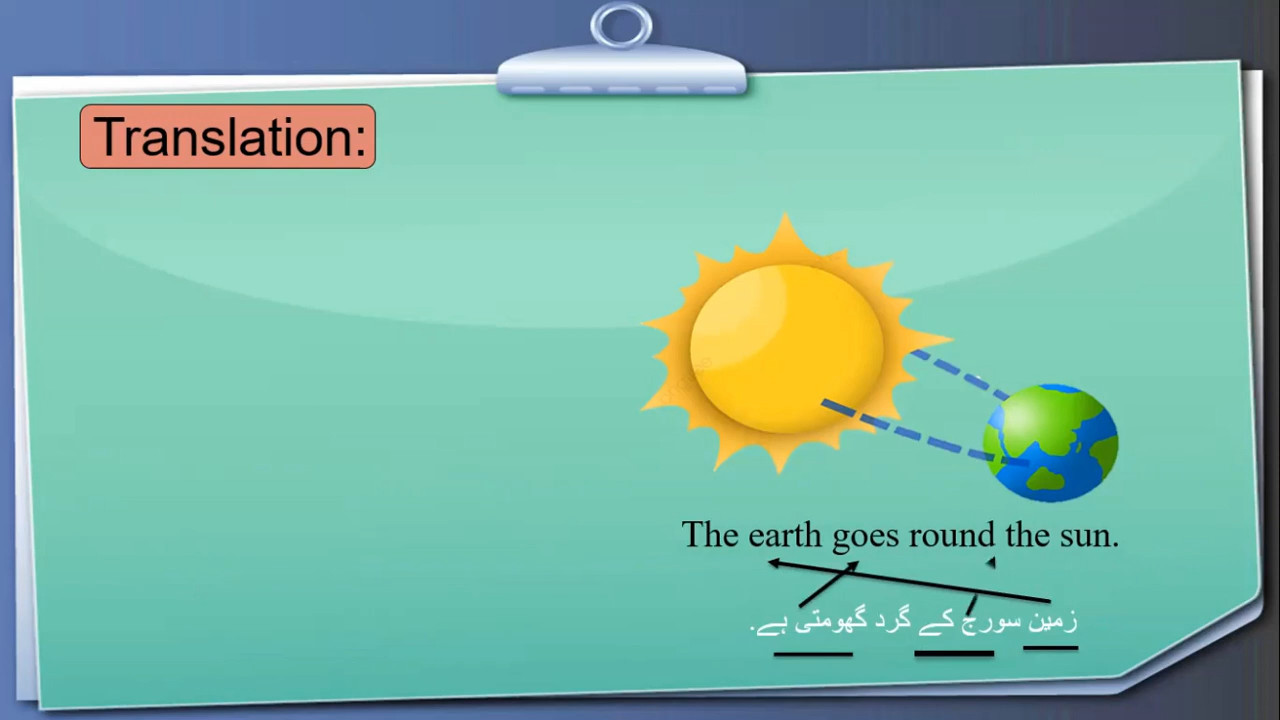 Translation:
The earth goes round the sun.
زمین سورج کے گرد گھومتی ہے.